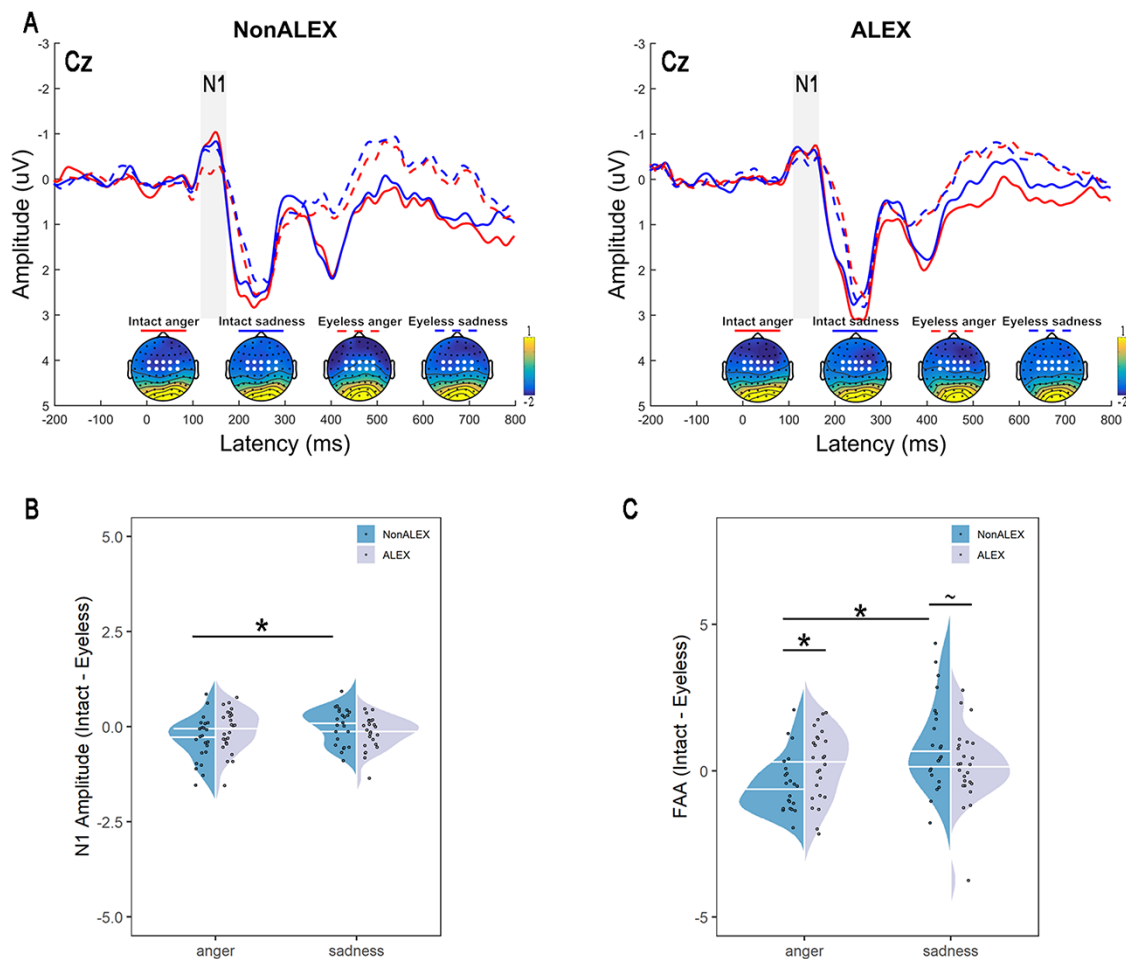 A
NonALEX
ALEX
-3
-2
-1
0
1
2
3
4
5
Amplitude (uV)
Cz
N1
Intact anger
Intact sadness
Eyeless anger
Eyeless sadness
1
-2
-200
-100
0
100
200
300
400
500
600
700
800
Latency (ms)
-3
-2
-1
0
1
2
3
4
5
Amplitude (uV)
Cz
N1
Intact anger
Intact sadness
Eyeless anger
Eyeless sadness
1
-2
-200
-100
0
100
200
300
400
500
600
700
800
Latency (ms)
B
5.0
2.5
0.0
-2.5
-5.0
N1 Amplitude (Intact - Eyeless)
NonALEX
ALEX
*
anger
sadness
C
5
0
-5
FAA (Intact - Eyeless)
NonALEX
ALEX
~
*
*
anger
sadness